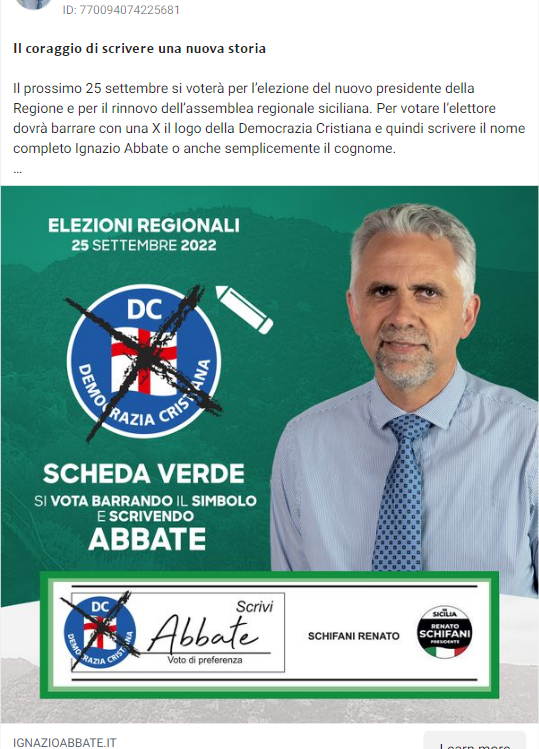 ID: 770094074225681
Il coraggio di scrivere una nuova storia
Il prossimo 25 settembre si voterà per l'elezione del nuovo presidente della
Regione e per il rinnovo dell'assemblea regionale siciliana. Per votare l'elettore
dovrà barrare con una X il logo della Democrazia Cristiana e quindi scrivere il nome
completo Ignazio Abbate o anche semplicemente il cognome.
...
ELEZIONI REGIONALI
25 SETTEMBRE 2022
DC
DEMOCRAZIA CRISTIANA
SCHEDA VERDE
SI VOTA BARRANDO IL SIMBOLO
E SCRIVENDO
ABBATE
DC
DEMOCRAZIA CRISTIANA
Scrivi
Abbate
Voto di preferenza
SCHIFANI RENATO
IN
SICILIA
RENATO
SCHIFANI
PRESIDENTE
IGNAZIOABBATE.IT
Learn more